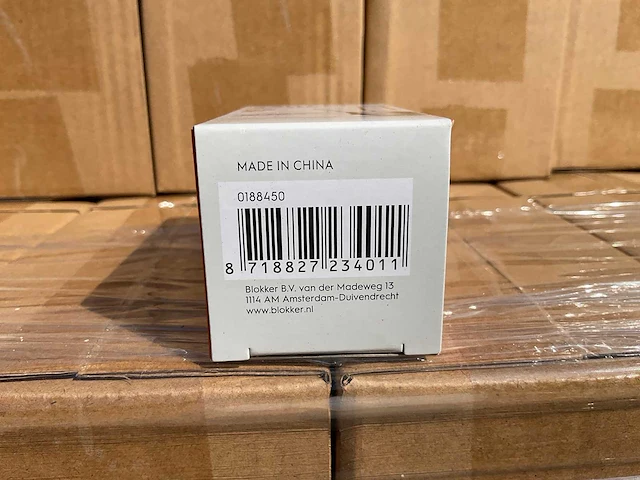 MADE IN CHINA
0188450
8 718827 234011
Blokker B.V. van der Madeweg 13
1114 AM Amsterdam-Duivendrecht
www.blokker.nl